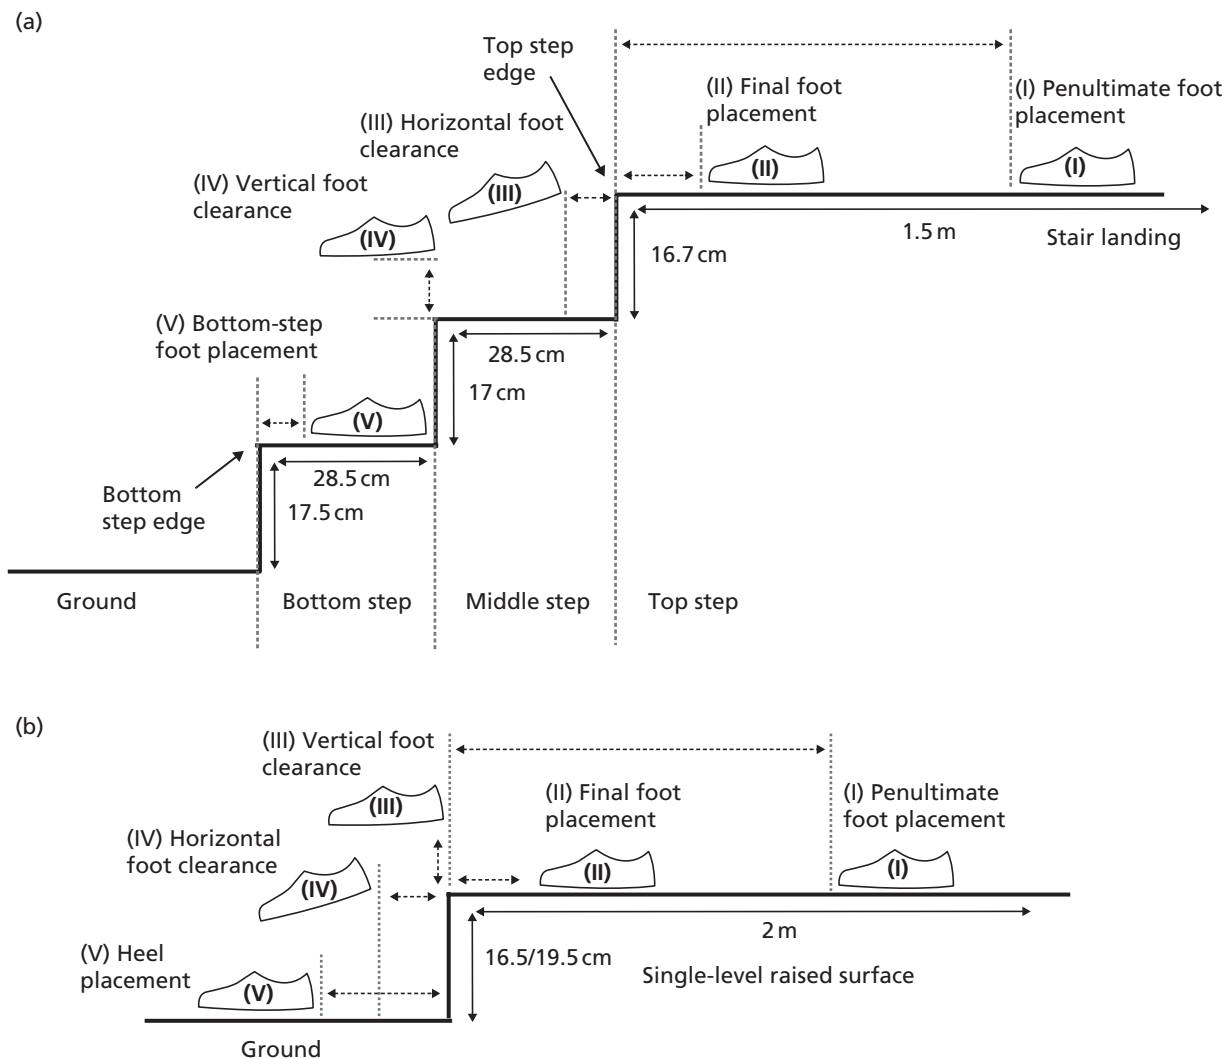 (a)
Top step
edge
(II) Final foot
placement
(I) Penultimate foot
placement
(III) Horizontal foot
clearance
(IV) Vertical foot
clearance
(III)
(II)
(I)
(IV)
1.5 m
Stair landing
16.7 cm
(V) Bottom-step
foot placement
28.5 cm
17 cm
(V)
28.5 cm
17.5 cm
Bottom
step edge
Ground
Bottom step
Middle step
Top step
(b)
(III) Vertical foot
clearance
(II) Final foot
placement
(I) Penultimate
foot placement
(III)
(IV) Horizontal
foot clearance
(II)
(I)
(IV)
2 m
(V) Heel
placement
16.5/19.5 cm
Single-level raised surface
(V)
Ground